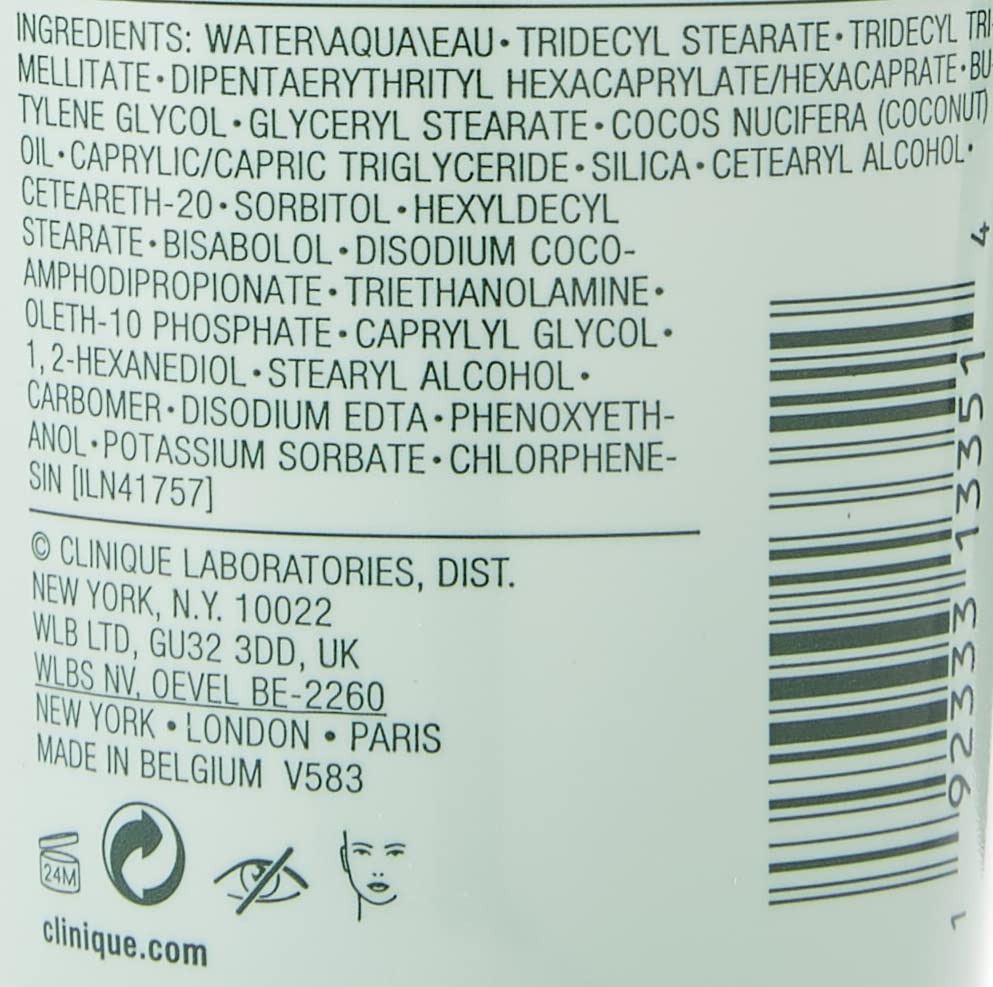 INGREDIENTS: WATER\AQUA\EAU • TRIDECYL STEARATE • TRIDECYL TRI-
MELLITATE • DIPENTAERYTHRITYL HEXACAPRYLATE/HEXACAPRATE • BU-
TYLENE GLYCOL • GLYCERYL STEARATE • COCOS NUCIFERA (COCONUT)
OIL • CAPRYLIC/CAPRIC TRIGLYCERIDE • SILICA • CETEARYL ALCOHOL •
CETEARETH-20 • SORBITOL • HEXYLDECYL
STEARATE • BISABOLOL • DISODIUM COCO-
AMPHODIPROPIONATE • TRIETHANOLAMINE •
OLETH-10 PHOSPHATE • CAPRYLYL GLYCOL •
1, 2-HEXANEDIOL • STEARYL ALCOHOL •
CARBOMER • DISODIUM EDTA • PHENOXYETH-
ANOL • POTASSIUM SORBATE • CHLORPHENE-
SIN [ILN41757]
© CLINIQUE LABORATORIES, DIST.
NEW YORK, N.Y. 10022
WLB LTD, GU32 3DD, UK
WLBS NV, OEVEL BE-2260
NEW YORK • LONDON • PARIS
MADE IN BELGIUM V583
24M
clinique.com
1 92333 13351 4